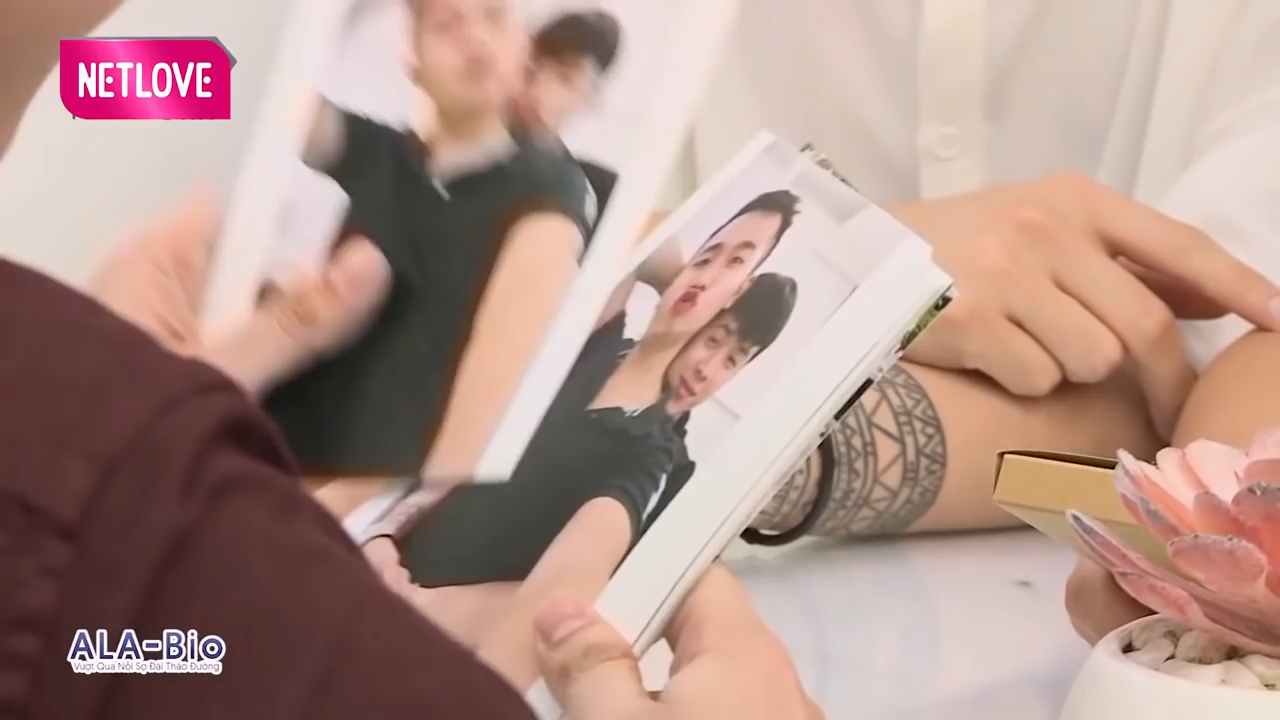 NETLOVE
ALA-Bio
Vượt Qua Nỗi Sợ Đái Tháo Đường